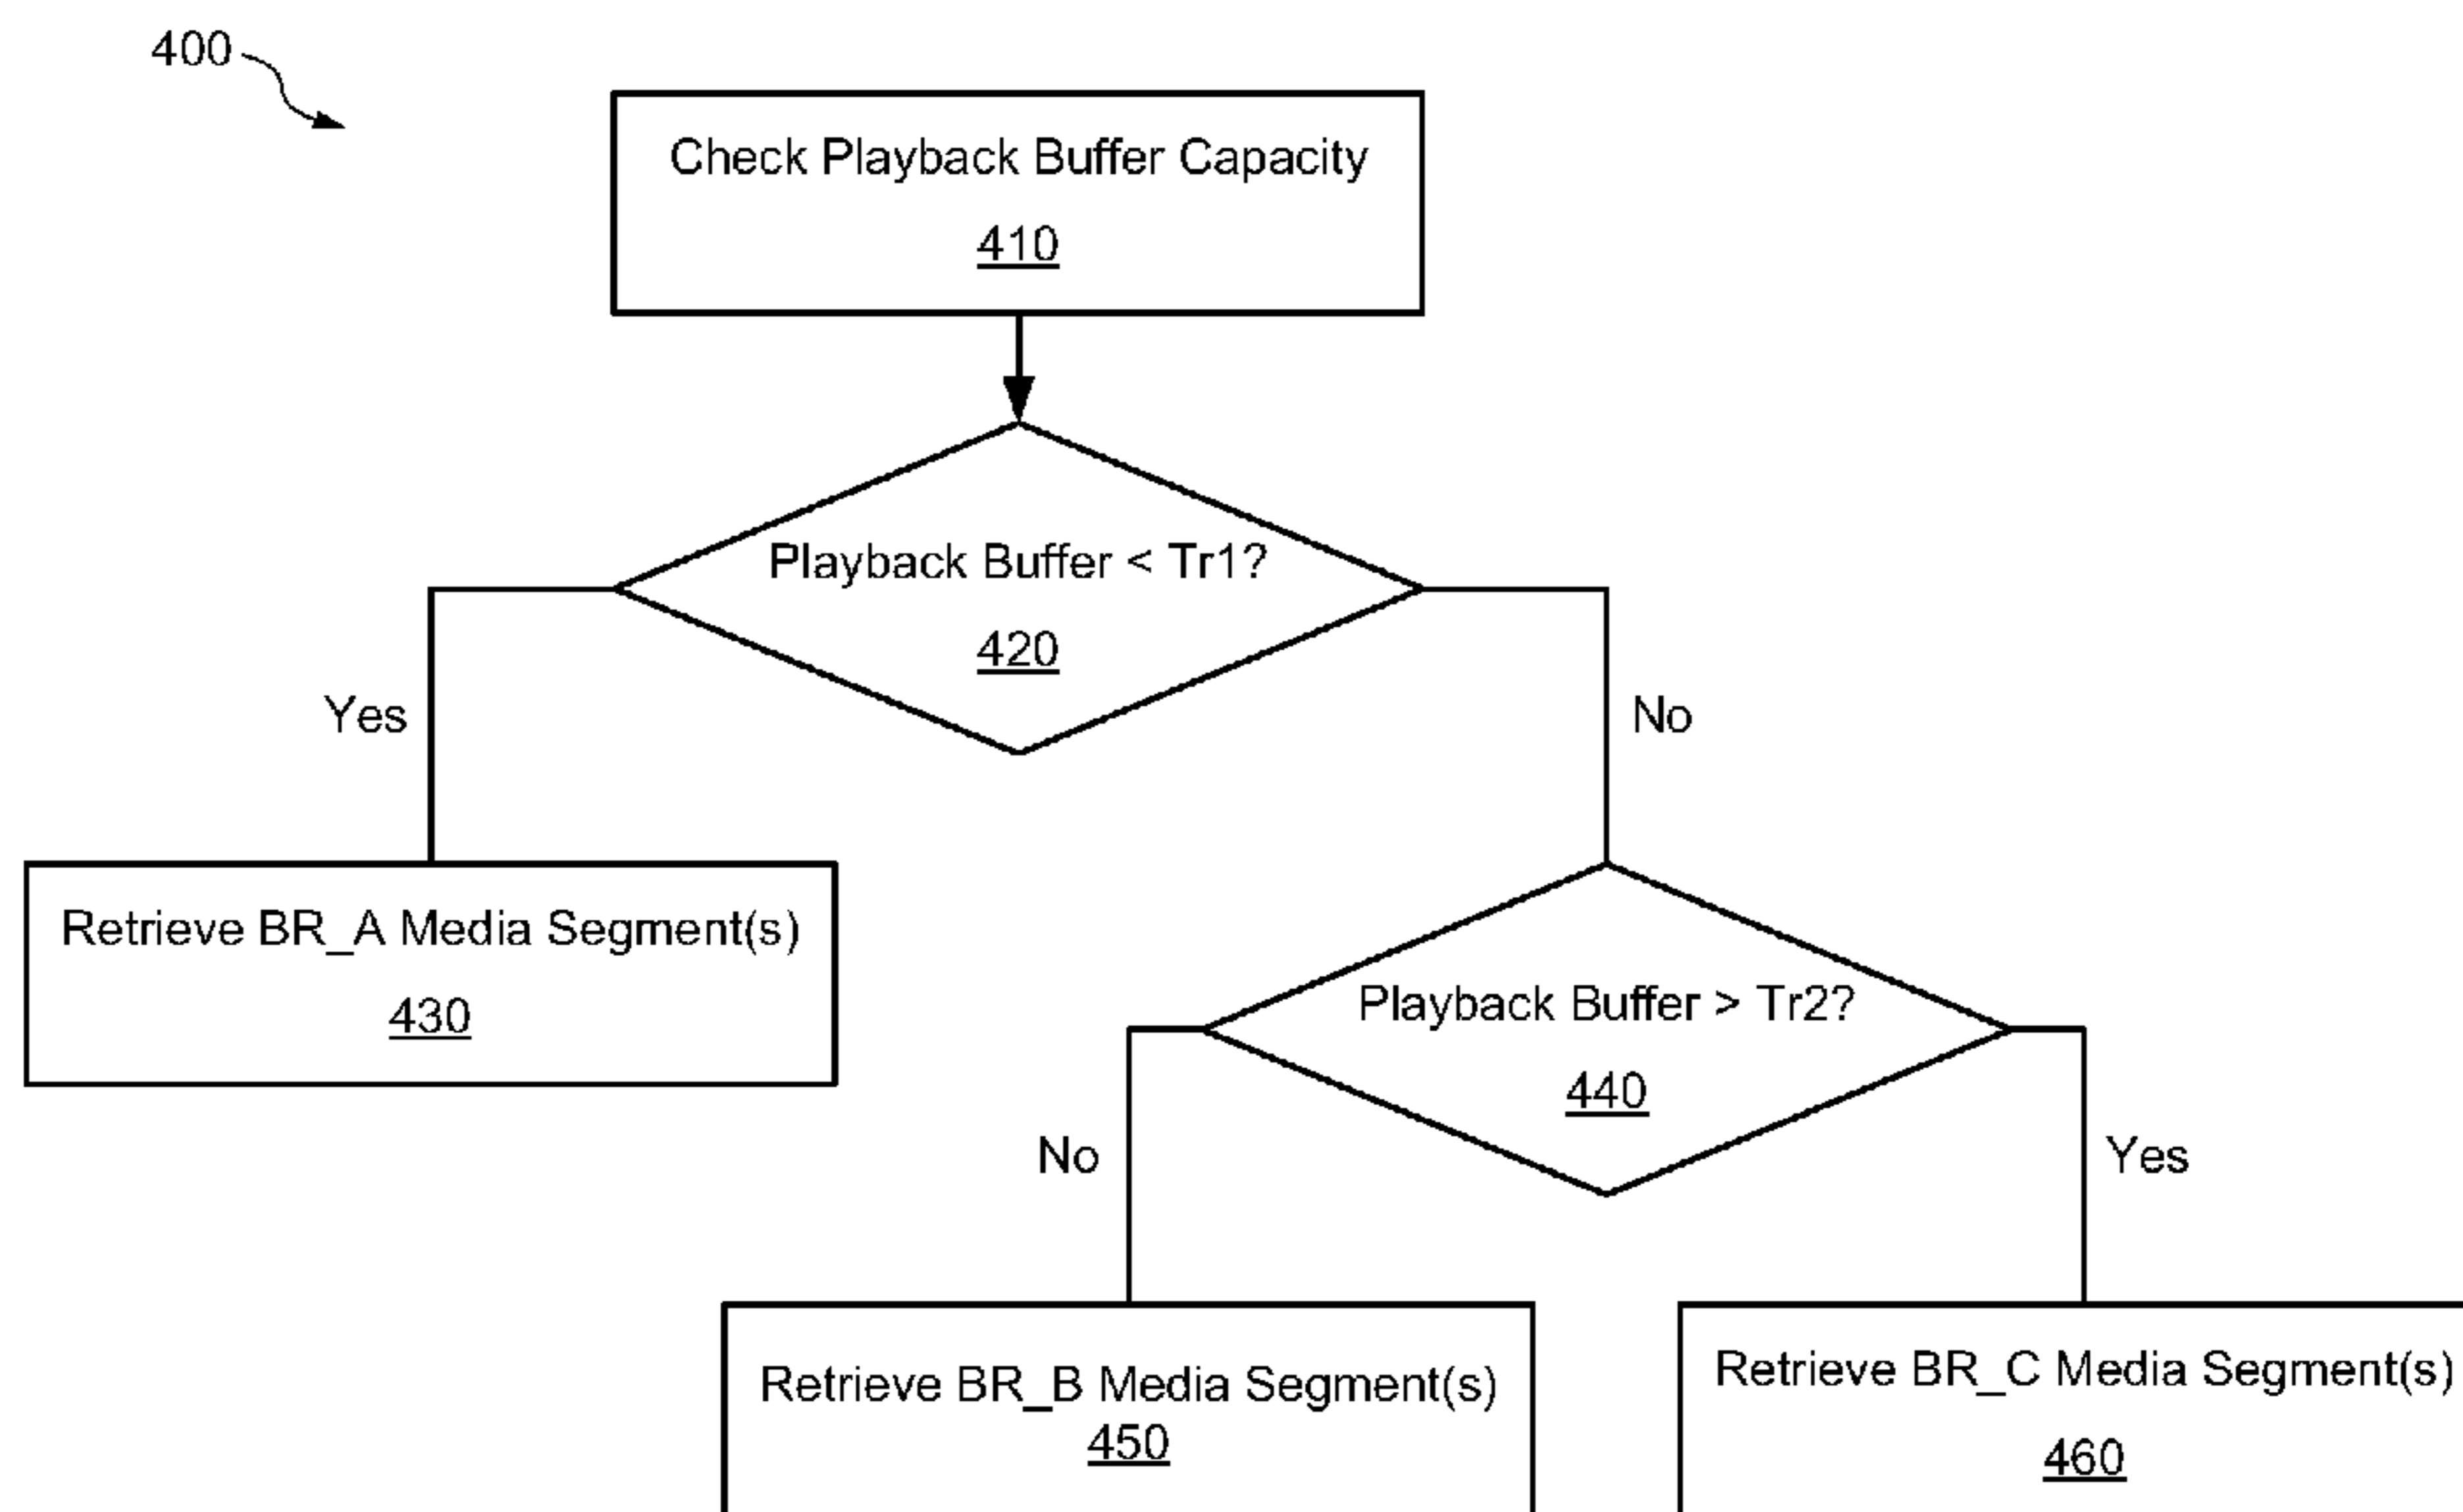 400
Check Playback Buffer Capacity
410
Playback Buffer < Tr1?
420
Yes
No
Retrieve BR_A Media Segment(s)
430
Playback Buffer > Tr2?
440
No
Yes
Retrieve BR_B Media Segment(s)
450
Retrieve BR_C Media Segment(s)
460